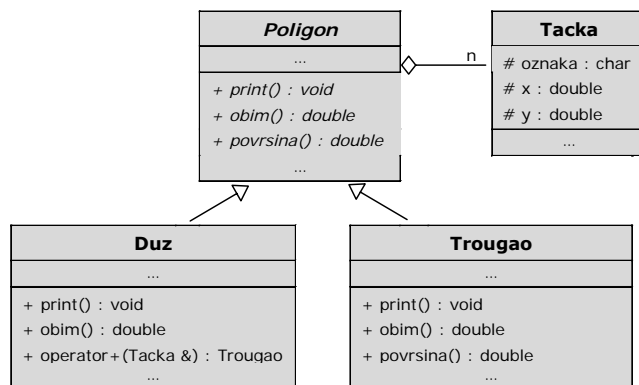 Poligon
...
+ print() : void
+ obim() : double
+ povrsina() : double
...
n
Tacka
# oznaka : char
# x : double
# y : double
...
Duz
...
+ print() : void
+ obim() : double
+ operator+(Tacka &) : Trougao
...
Trougao
...
+ print() : void
+ obim() : double
+ povrsina() : double
...